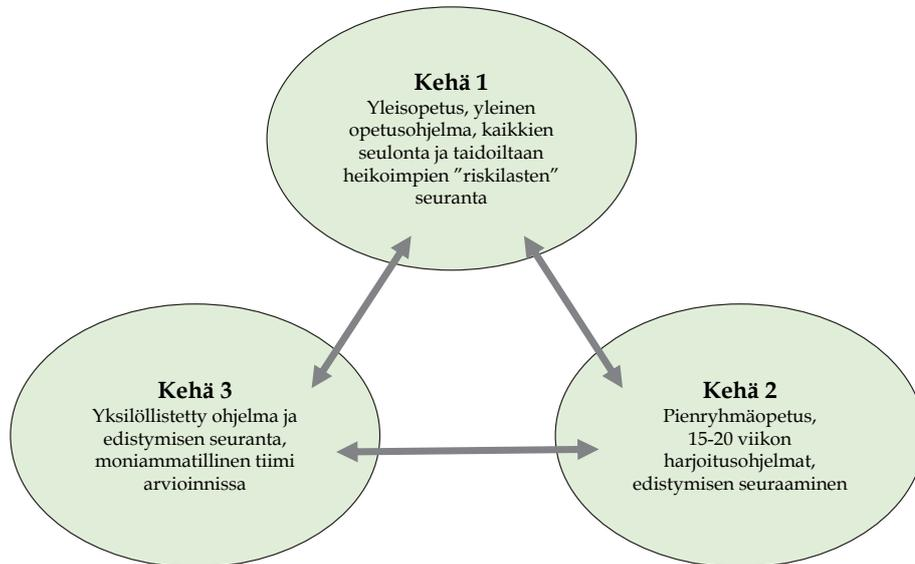 Kehä 1
Yleisopetus, yleinen
opetusohjelma, kaikkien
seulonta ja taidoiltaan
heikoimpien ”riskilasten”
seuranta
Kehä 3
Yksilöllistetty ohjelma ja
edistymisen seuranta,
moniammatillinen tiimi
arvioinnissa
Kehä 2
Pienryhmäopetus,
15-20 viikon
harjoitusohjelmat,
edistymisen seuraaminen